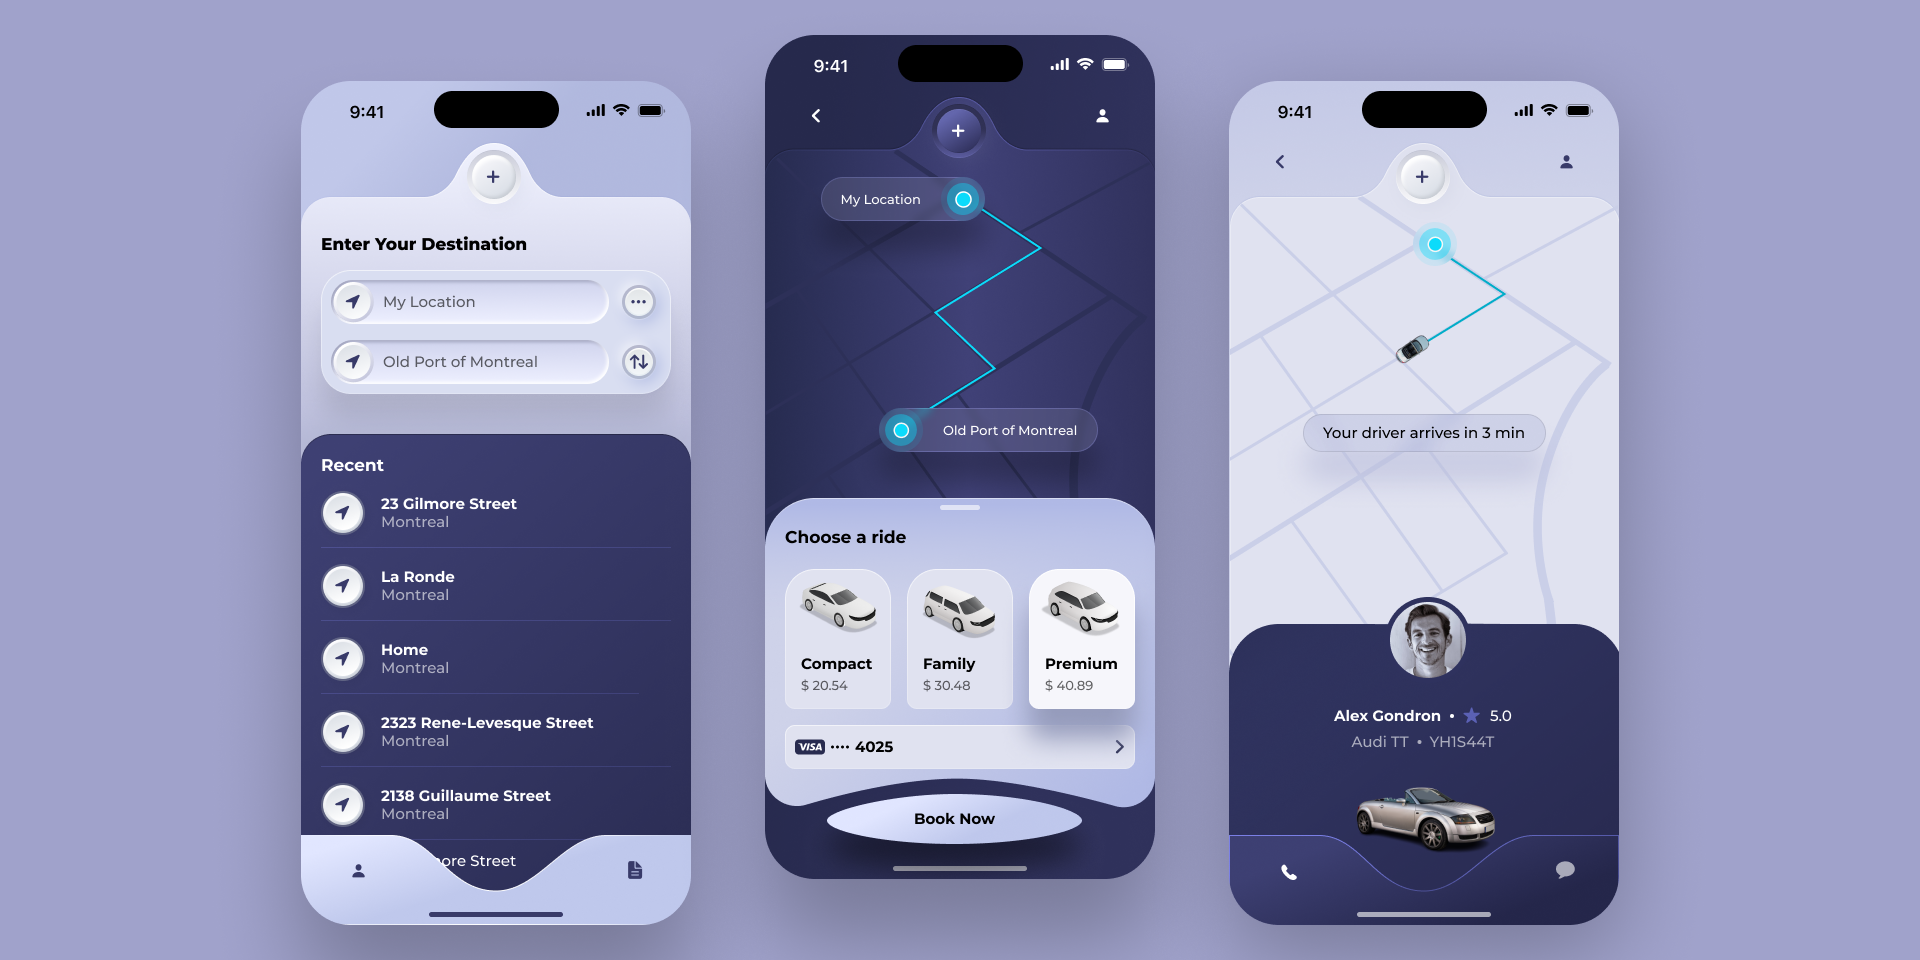 9:41
Enter Your Destination
My Location
Old Port of Montreal
Recent
23 Gilmore Street
Montreal
La Ronde
Montreal
Home
Montreal
2323 Rene-Levesque Street
Montreal
2138 Guillaume Street
Montreal
ore Street
9:41
My Location
Old Port of Montreal
Choose a ride
Compact
$ 20.54
Family
$ 30.48
Premium
$ 40.89
VISA •••• 4025
Book Now
9:41
Your driver arrives in 3 min
Alex Gondron • ★ 5.0
Audi TT • YH1S44T